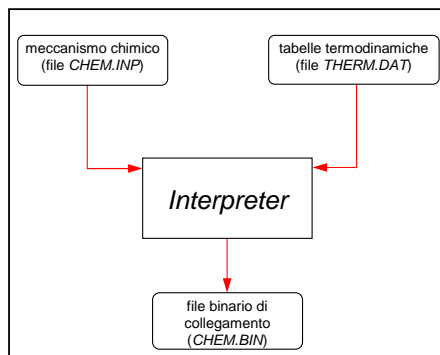 meccanismo chimico
(file CHEM.INP)
tabelle termodinamiche
(file THERM.DAT)
Interpreter
file binario di
collegamento
(CHEM.BIN)